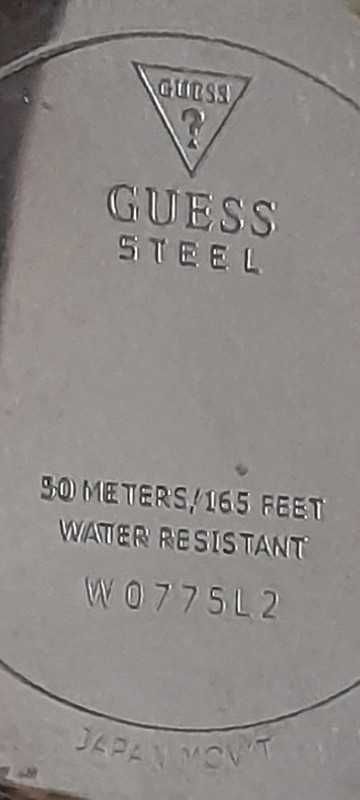 GUESS
?
GUESS
STEEL
50 METERS/165 FEET
WATER RESISTANT
W0775L2
JAPAN MOV'T